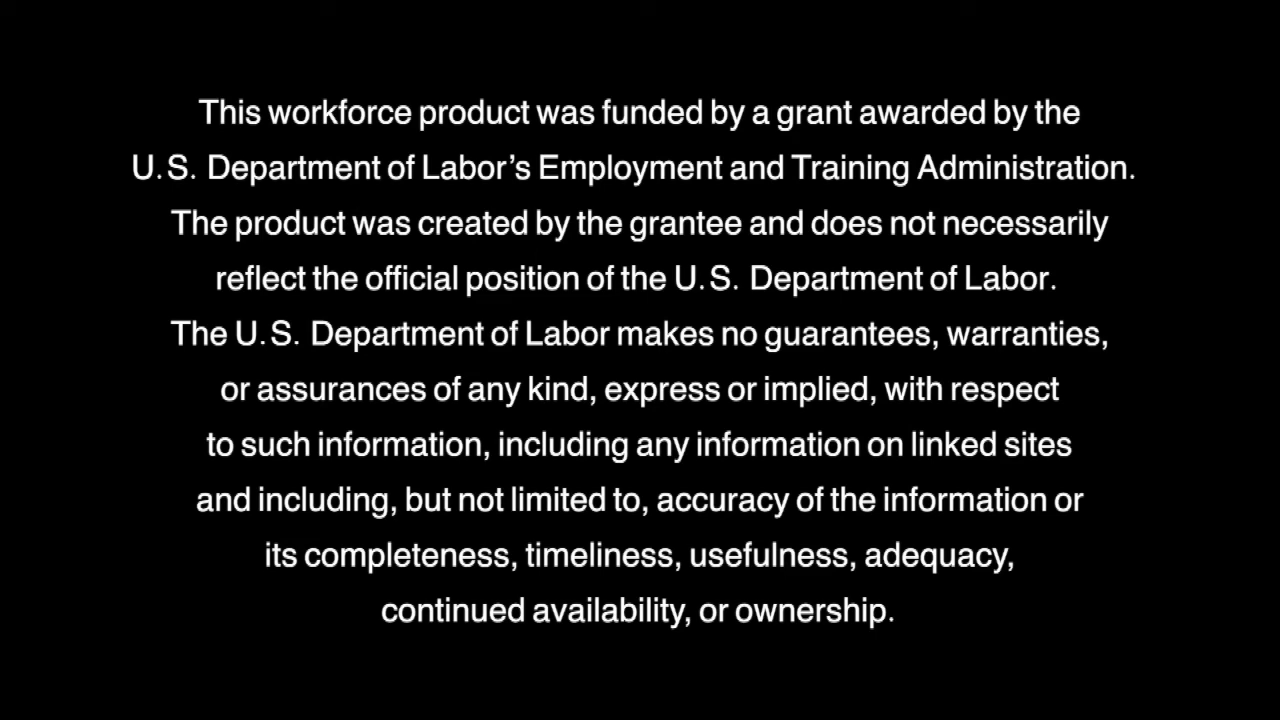 This workforce product was funded by a grant awarded by the
U.S. Department of Labor’s Employment and Training Administration.
The product was created by the grantee and does not necessarily
reflect the official position of the U.S. Department of Labor.
The U.S. Department of Labor makes no guarantees, warranties,
or assurances of any kind, express or implied, with respect
to such information, including any information on linked sites
and including, but not limited to, accuracy of the information or
its completeness, timeliness, usefulness, adequacy,
continued availability, or ownership.